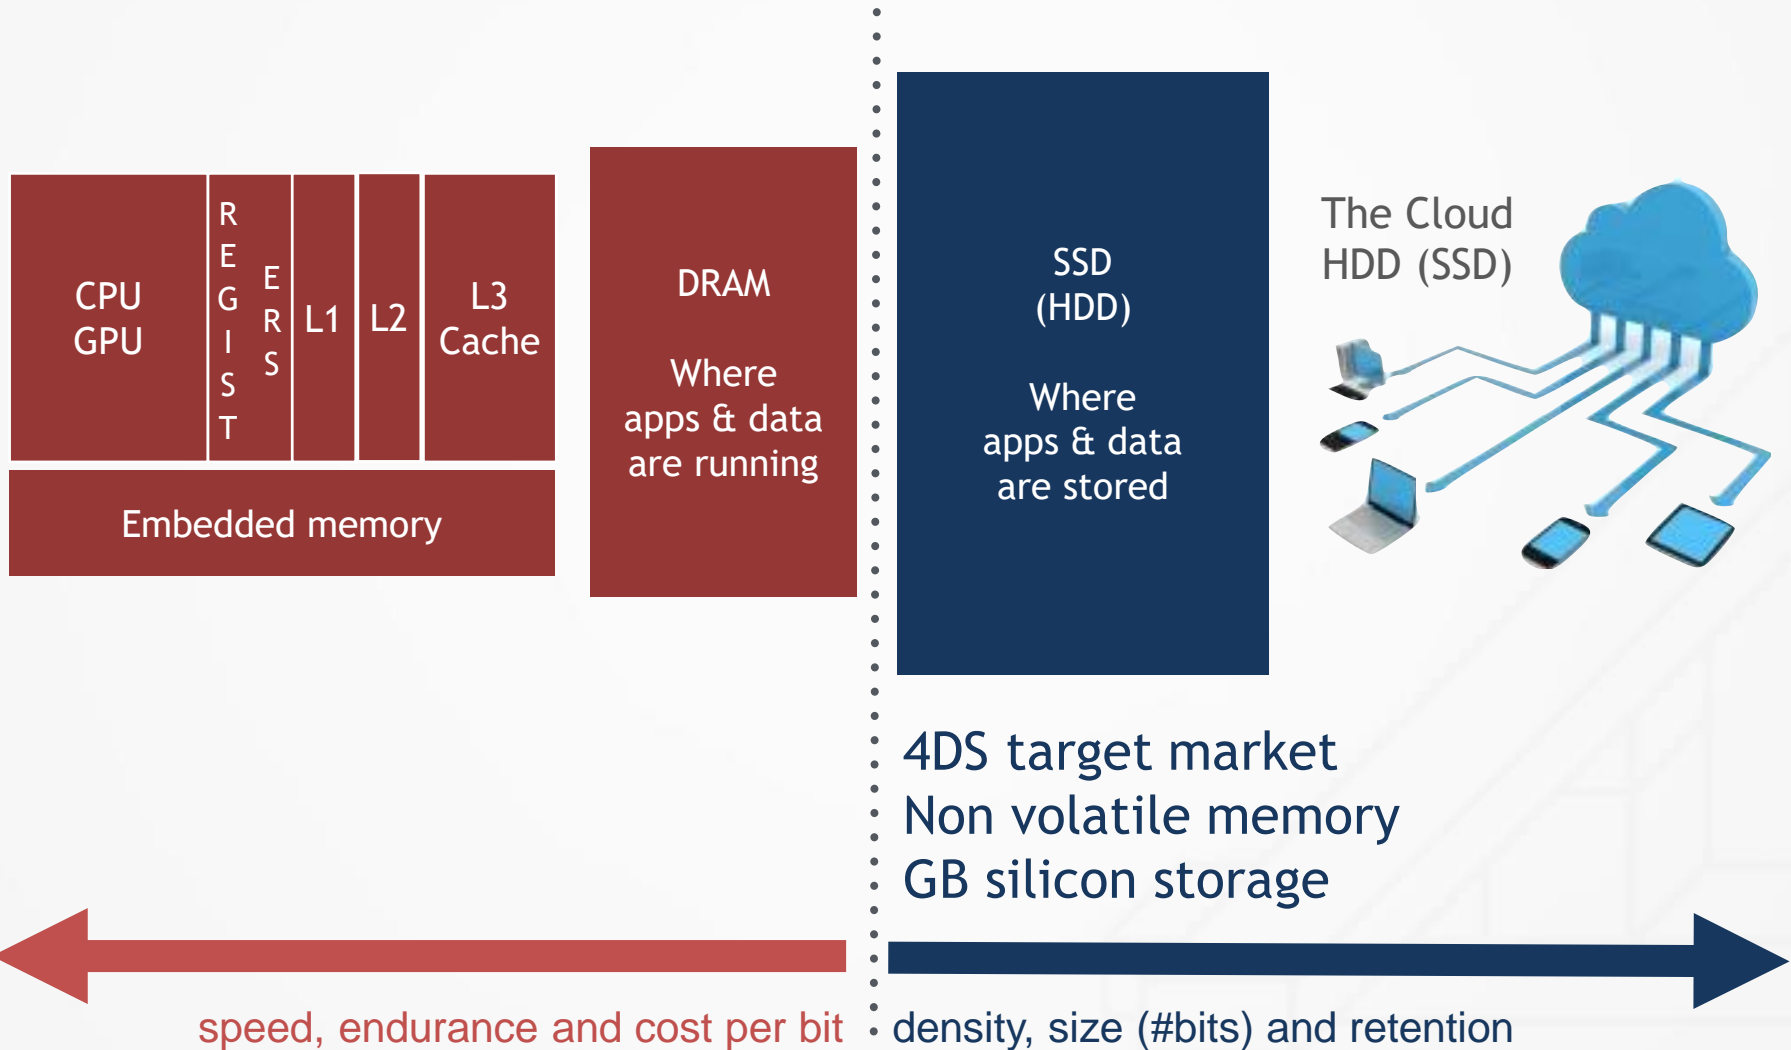 CPU
GPU
REGIST
ERS
L1
L2
L3
Cache
Embedded memory
DRAM
Where
apps & data
are running
SSD
(HDD)
Where
apps & data
are stored
The Cloud
HDD (SSD)
4DS target market
Non volatile memory
GB silicon storage
speed, endurance and cost per bit
density, size (#bits) and retention